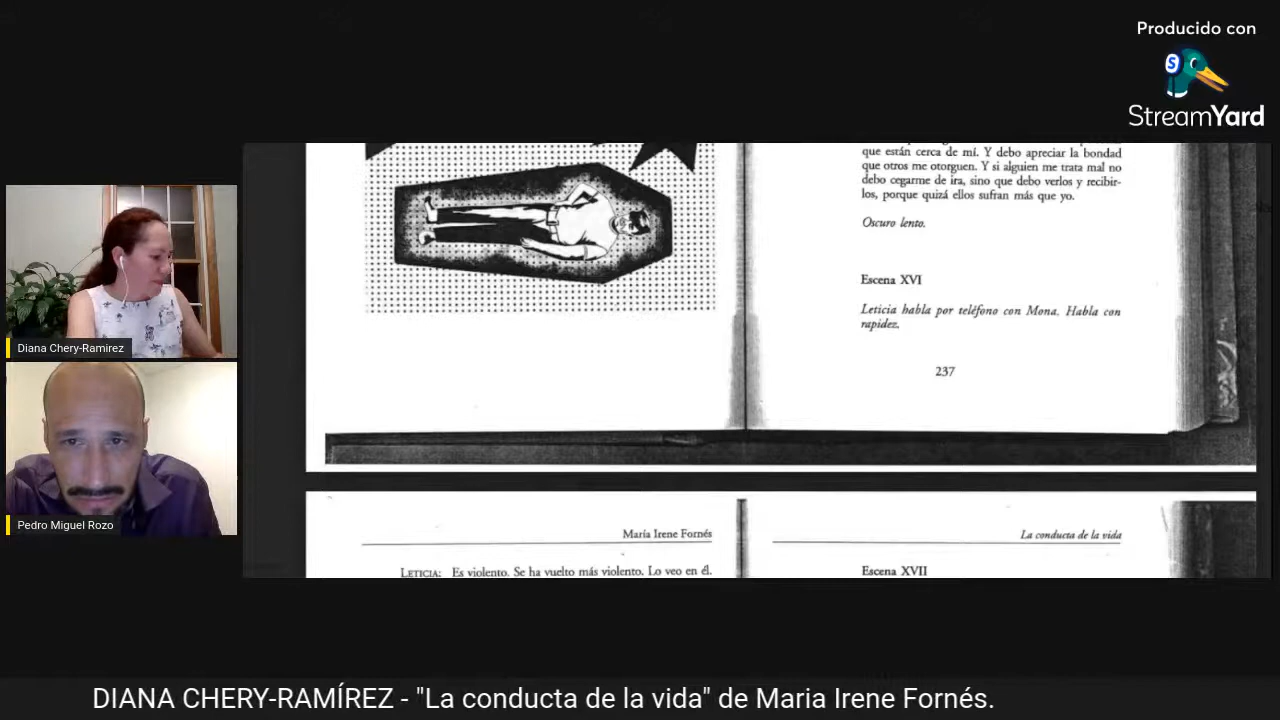 Producido con
StreamYard
que están cerca de mí. Y debo apreciar la bondad
que otros me otorguen. Y si alguien me trata mal no
debo cegarme de ira, sino que debo verlos y recibir-
los, porque quizá ellos sufran más que yo.
Oscuro lento.
Escena XVI
Leticia habla por teléfono con Mona. Habla con
rapidez.
237
María Irene Fornés
LETICIA: Es violento. Se ha vuelto más violento. Lo veo en él.
La conducta de la vida
Escena XVII
Diana Chery-Ramirez
Pedro Miguel Rozo
DIANA CHERY-RAMÍREZ - "La conducta de la vida" de Maria Irene Fornés.